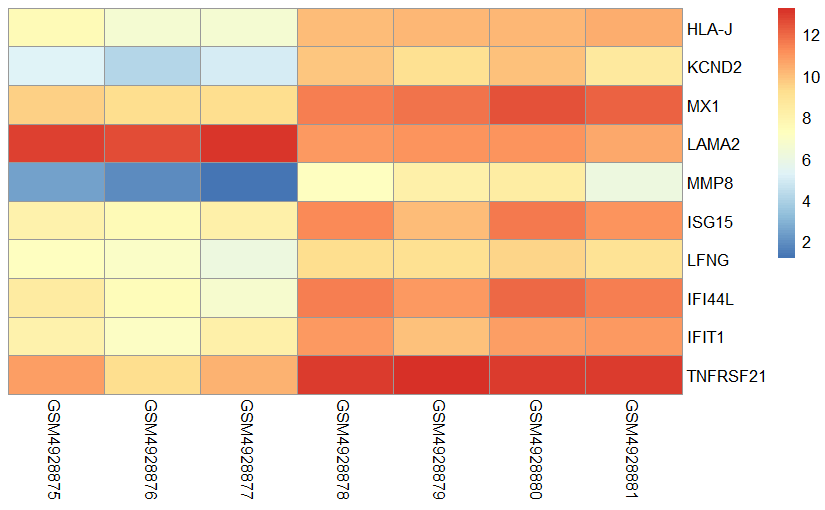 HLA-J
KCND2
MX1
LAMA2
MMP8
ISG15
LFNG
IFI44L
IFIT1
TNFRSF21
12
10
8
6
4
2
GSM4928875
GSM4928876
GSM4928877
GSM4928878
GSM4928879
GSM4928880
GSM4928881